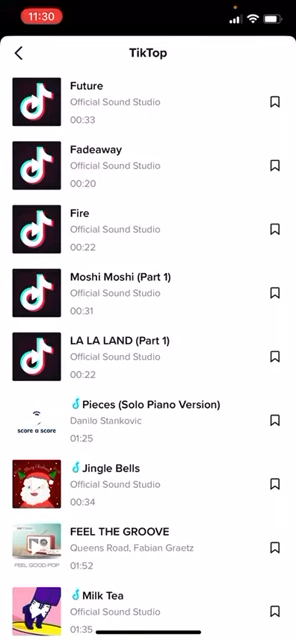 11:30
TikTop
Future
Official Sound Studio
00:33
Fadeaway
Official Sound Studio
00:20
Fire
Official Sound Studio
00:22
Moshi Moshi (Part 1)
Official Sound Studio
00:31
LA LA LAND (Part 1)
Official Sound Studio
00:22
score a score
Pieces (Solo Piano Version)
Danilo Stankovic
01:25
Jingle Bells
Official Sound Studio
00:34
FEEL GOOD POP
FEEL THE GROOVE
Queens Road, Fabian Graetz
01:52
Milk Tea
Official Sound Studio
01:35